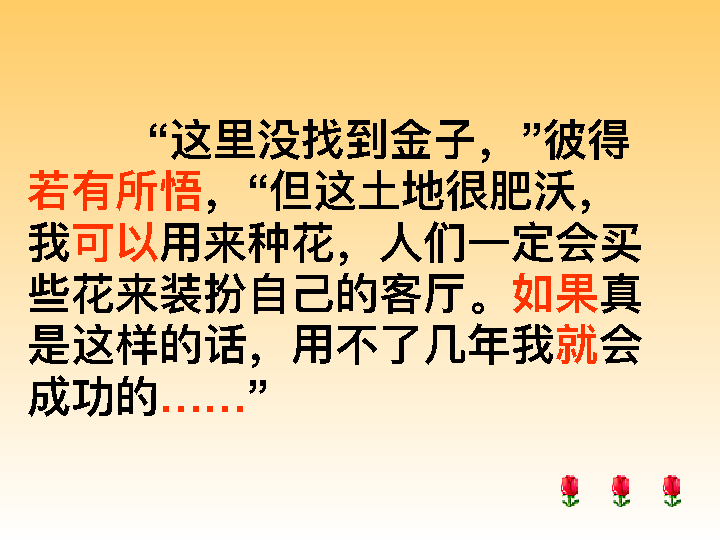 “这里没找到金子，”彼得
若有所悟，“但这土地很肥沃，
我可以用来种花，人们一定会买
些花来装扮自己的客厅。如果真
是这样的话，用不了几年我就会
成功的……”